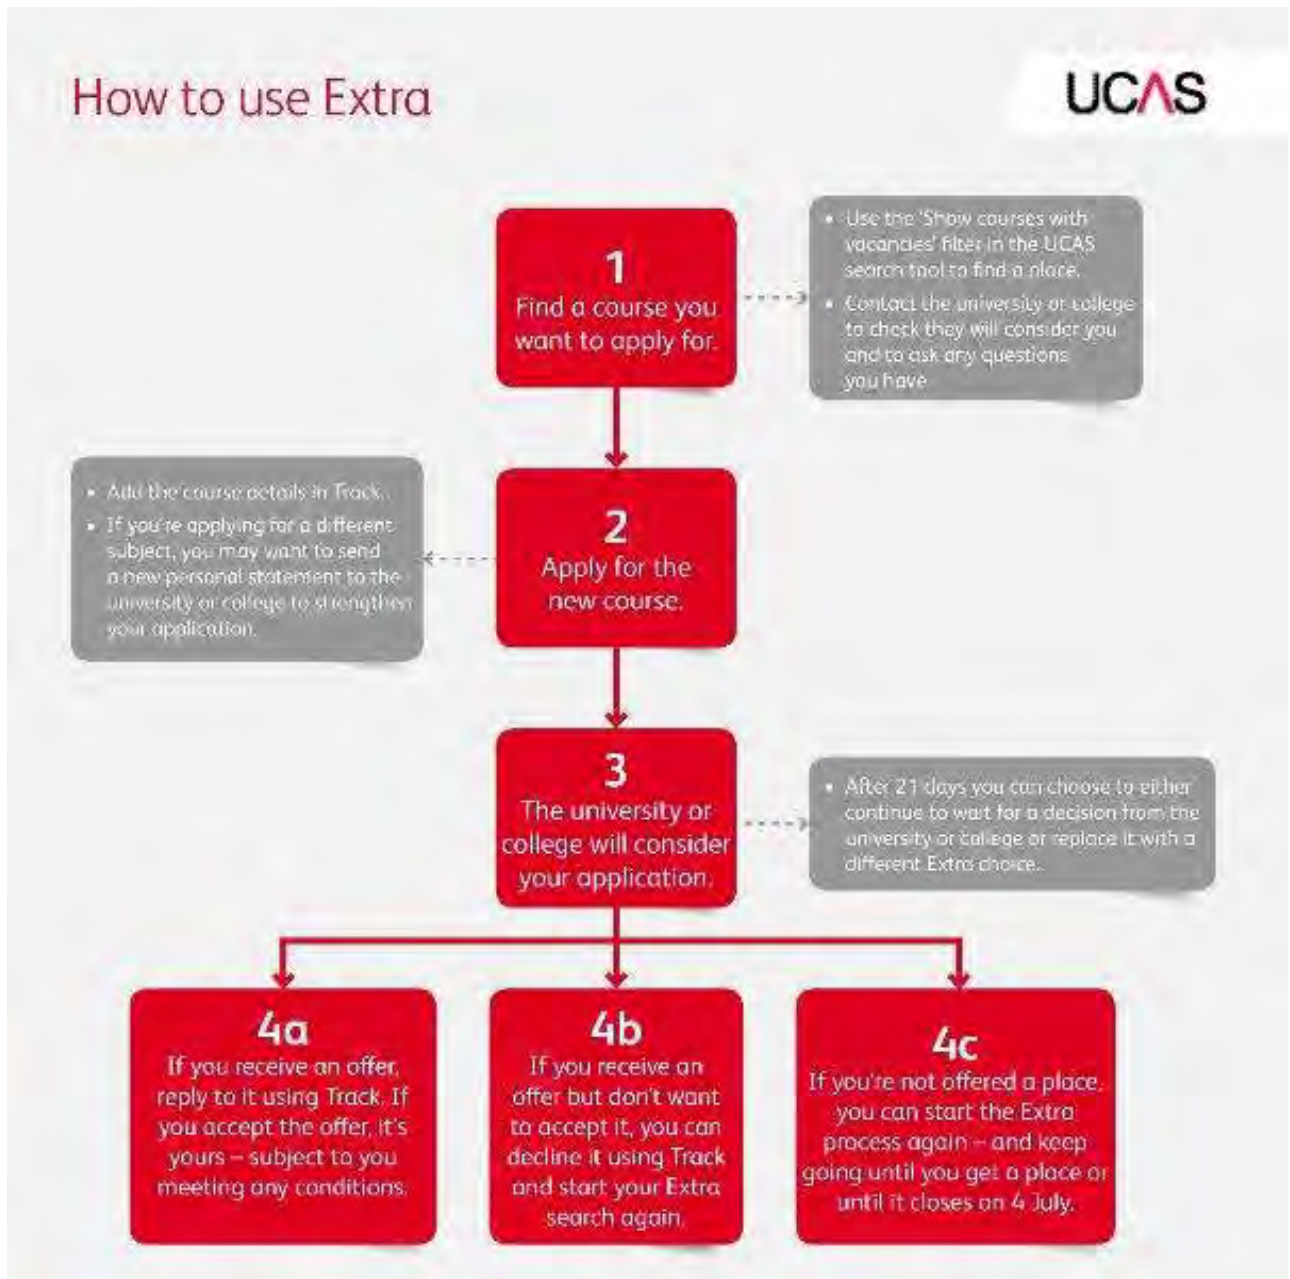 How to use Extra
UCAS
1
Find a course you
want to apply for.
• Use the 'Show courses with
vacancies' filter in the UCAS
search tool to find a place.
• Contact the university or college
to check they will consider you
and to ask any questions
you have
• Add the course details in Track.
• If you're applying for a different
subject, you may want to send
a new personal statement to the
university or college to strengthen
your application.
2
Apply for the
new course.
3
The university or
college will consider
your application.
• After 21 days you can choose to either
continue to wait for a decision from the
university or college or replace it with a
different Extra choice.
4a
If you receive an offer,
reply to it using Track. If
you accept the offer, it's
yours – subject to you
meeting any conditions.
4b
If you receive an
offer but don't want
to accept it, you can
decline it using Track
and start your Extra
search again.
4c
If you're not offered a place,
you can start the Extra
process again – and keep
going until you get a place or
until it closes on 4 July.